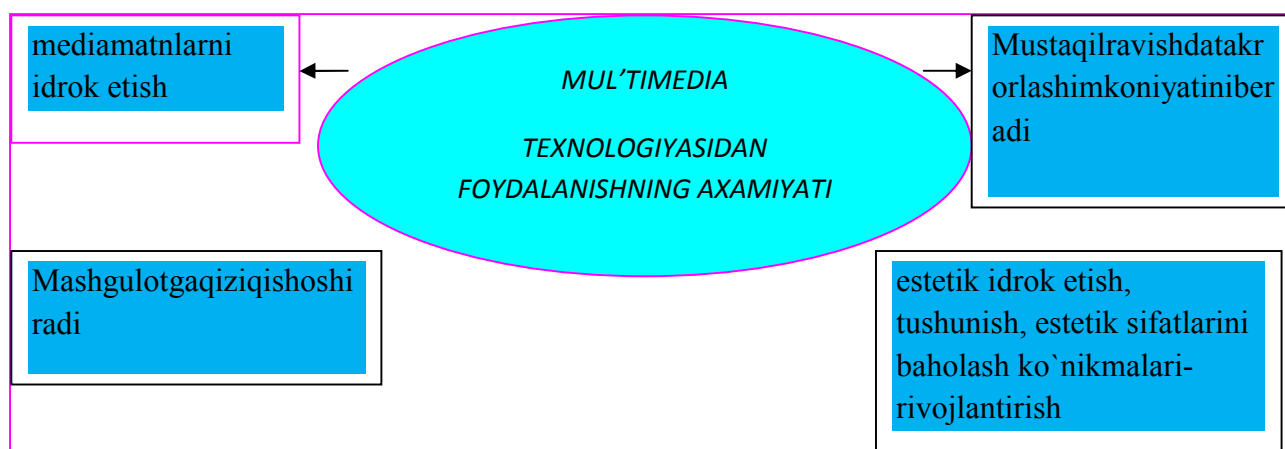 mediamatnlarni
idrok etish
MUL’TIMEDIA
TEXNOLOGIYASIDAN
FOYDALANISHNING AXAMIYATI
Mustaqilravishdatakr
orlashimkoniyatiniber
adi
Mashgulotgaqiziqishoshi
radi
estetik idrok etish,
tushunish, estetik sifatlarini
baholash ko`nikmalari-
rivojlantirish